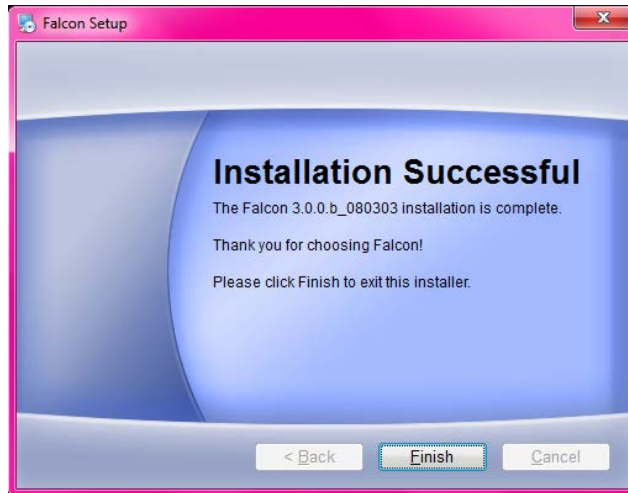 Falcon Setup
Installation Successful
The Falcon 3.0.0.b_080303 installation is complete.
Thank you for choosing Falcon!
Please click Finish to exit this installer.
< Back Finish Cancel